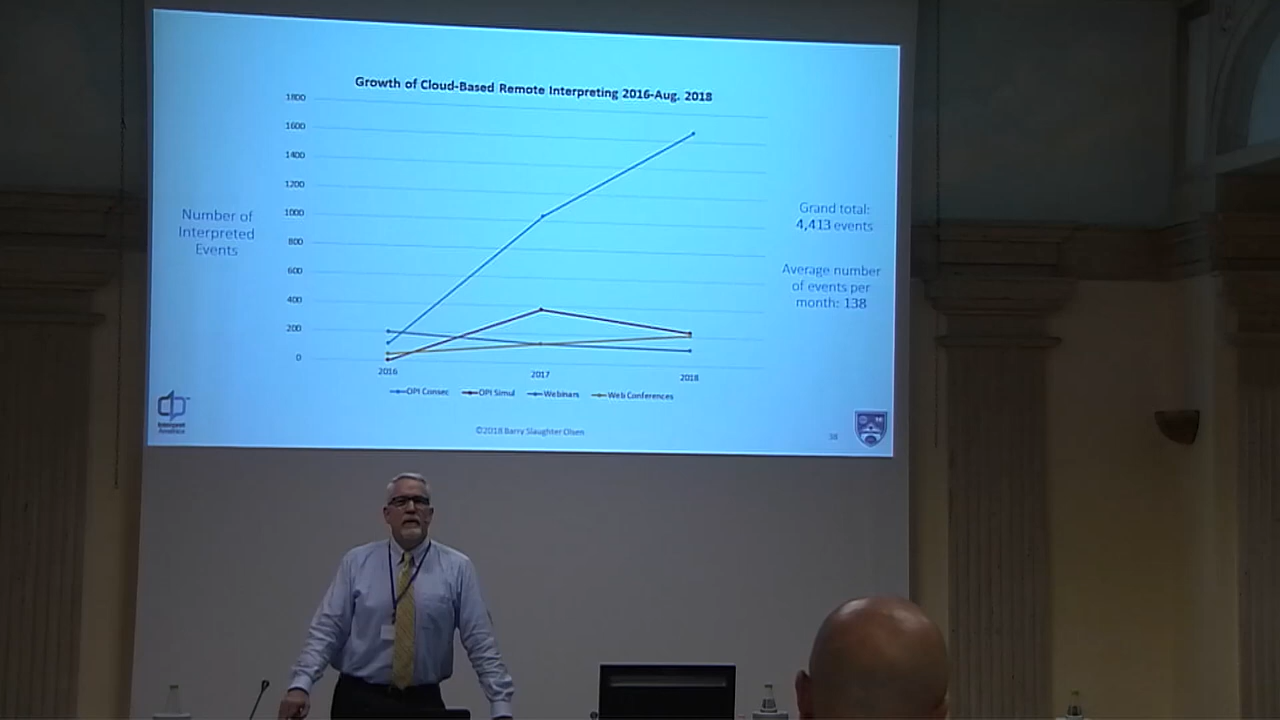 Growth of Cloud-Based Remote Interpreting 2016-Aug. 2018
1800
1600
1400
1200
1000
800
600
400
200
0
2016
2017
2018
Number of
Interpreted
Events
Grand total:
4,413 events
Average number
of events per
month: 138
OPI Consec OPI Simul Webinars Web Conferences
©2018 Barry Slaughter Olsen
38
Interpret
America